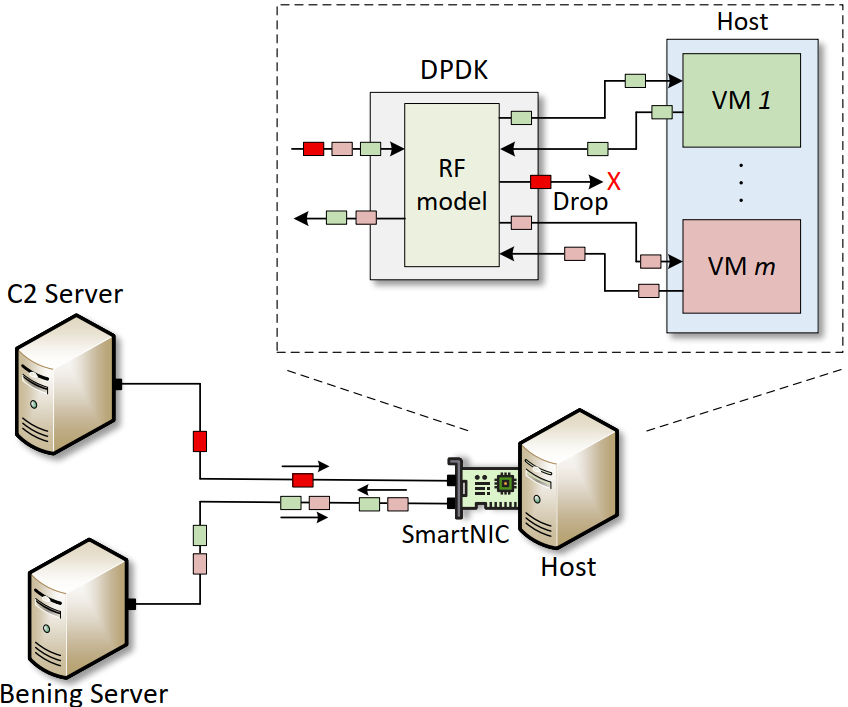 Host
DPDK
VM 1
RF
model
X
Drop
VM m
C2 Server
SmartNIC
Host
Bening Server